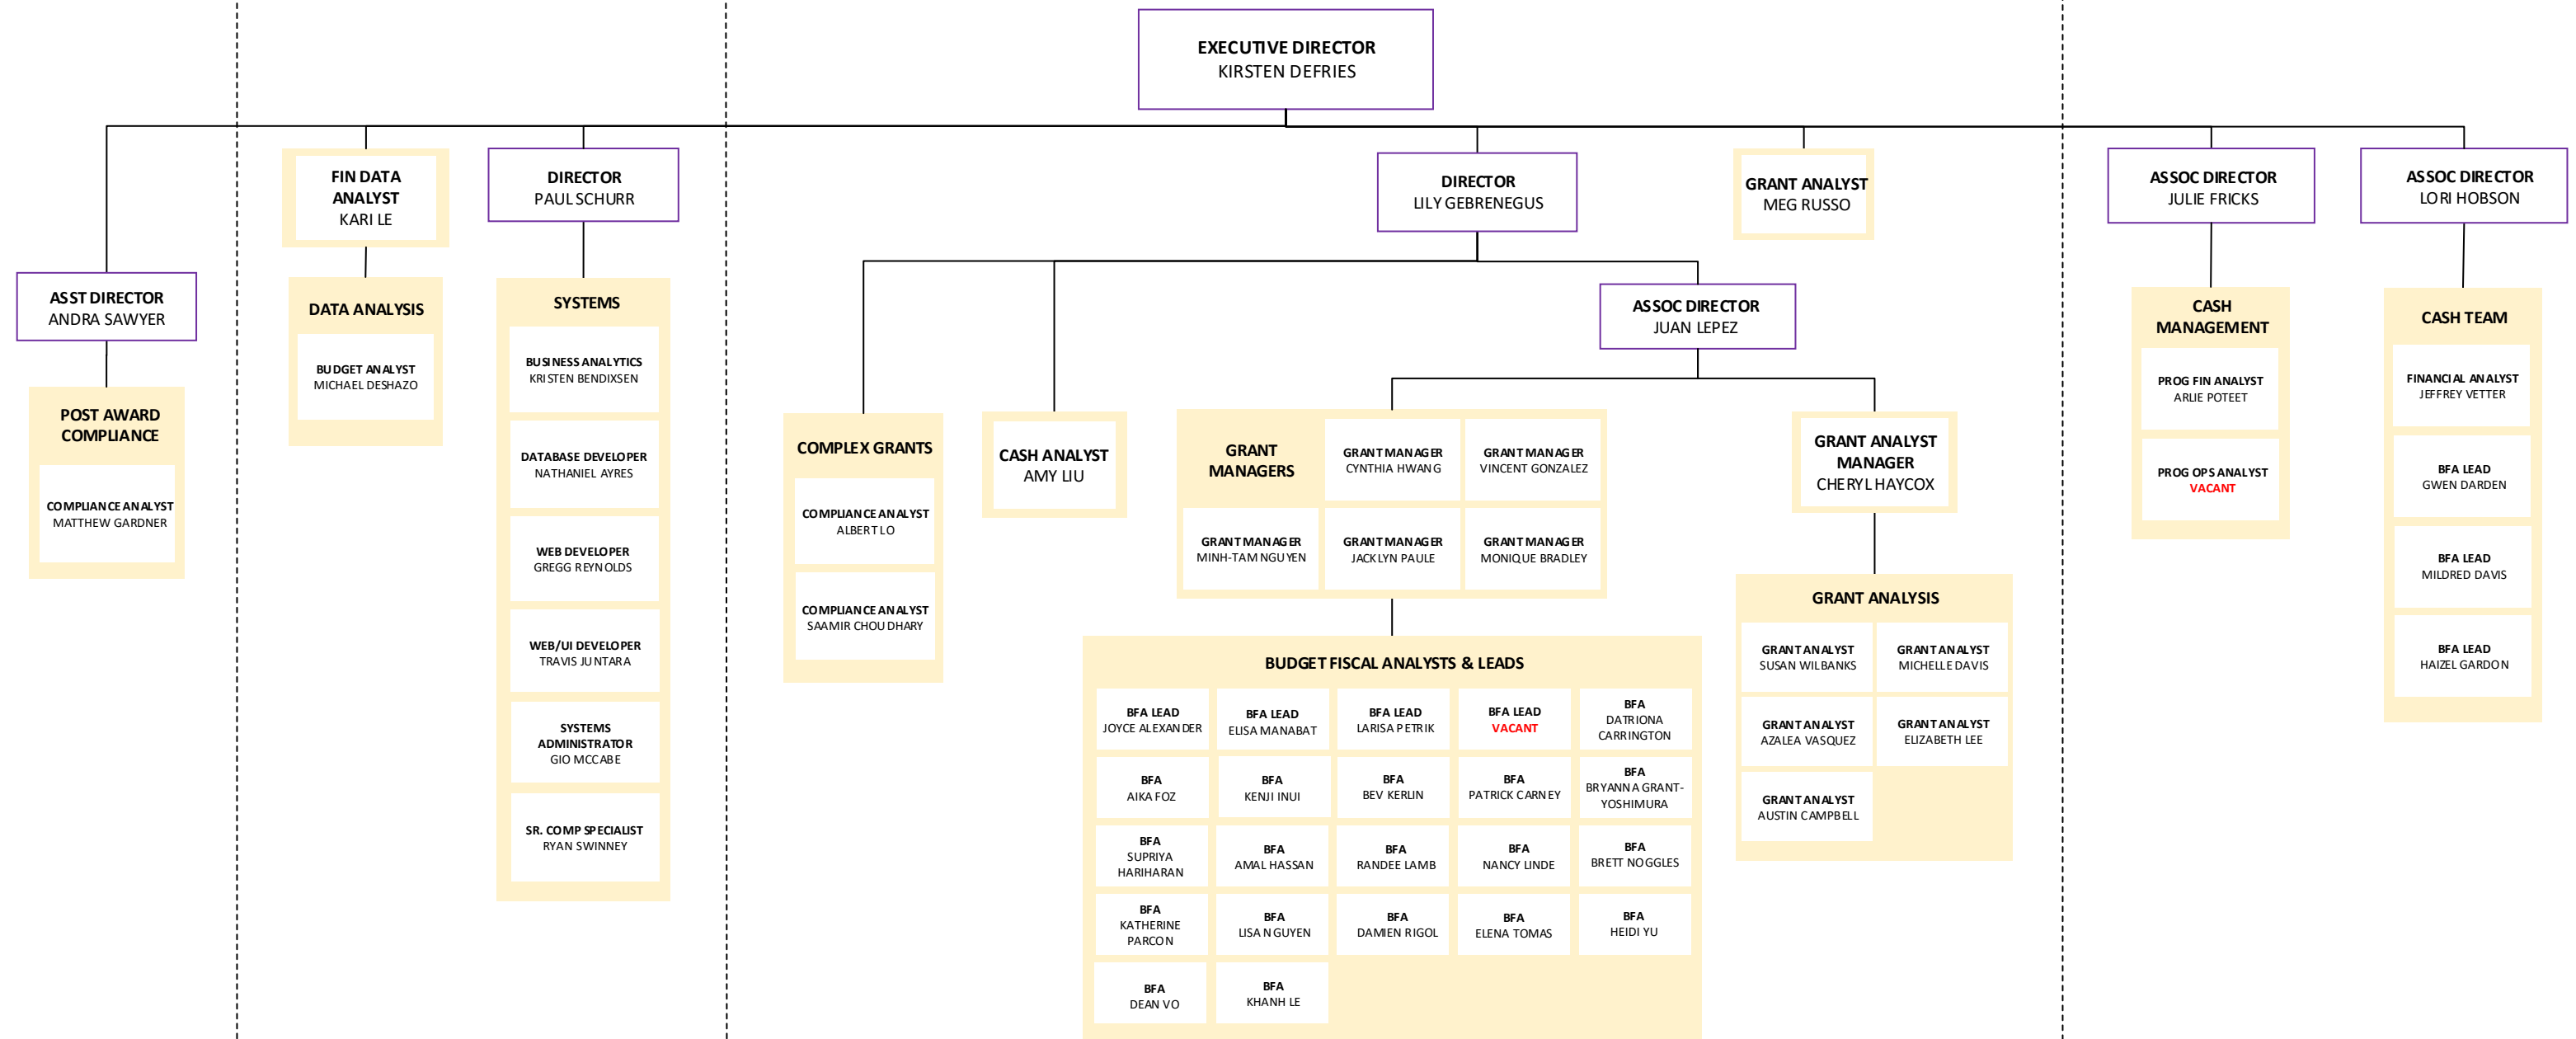 EXECUTIVE DIRECTOR
KIRSTEN DEFRIES
ASST DIRECTOR
ANDRA SAWYER
POST AWARD
COMPLIANCE
COMPLIANCE ANALYST
MATTHEW GARDNER
FIN DATA
ANALYST
KARI LE
DATA ANALYSIS
BUDGET ANALYST
MICHAEL DESHAZO
DIRECTOR
PAUL SCHURR
SYSTEMS
BUSINESS ANALYTICS
KRISTEN BENDIXSEN
DATABASE DEVELOPER
NATHANIEL AYRES
WEB DEVELOPER
GREGG REYNOLDS
WEB/UI DEVELOPER
TRAVIS JUNTARA
SYSTEMS
ADMINISTRATOR
GIO MCCABE
SR. COMP SPECIALIST
RYAN SWINNEY
DIRECTOR
LILY GEBRENEGUS
GRANT ANALYST
MEG RUSSO
COMPLEX GRANTS
COMPLIANCE ANALYST
ALBERT LO
COMPLIANCE ANALYST
SAAMIR CHOUDHARY
CASH ANALYST
AMY LIU
ASSOC DIRECTOR
JUAN LEPEZ
GRANT
MANAGERS
GRANT MANAGER
CYNTHIA HWANG
GRANT MANAGER
VINCENT GONZALEZ
GRANT MANAGER
MINH-TAM NGUYEN
GRANT MANAGER
JACKLYN PAULE
GRANT MANAGER
MONIQUE BRADLEY
BUDGET FISCAL ANALYSTS & LEADS
BFA LEAD
JOYCE ALEXANDER
BFA LEAD
ELISA MANABAT
BFA LEAD
LARISA PETRIK
BFA LEAD
VACANT
BFA
DATRIONA
CARRINGTON
BFA
AIKA FOZ
BFA
KENJI INUI
BFA
BEV KERLIN
BFA
PATRICK CARNEY
BFA
BRYANNA GRANT-
YOSHIMURA
BFA
SUPRIYA
HARIHARAN
BFA
AMAL HASSAN
BFA
RANDEE LAMB
BFA
NANCY LINDE
BFA
BRETT NOGGLES
BFA
KATHERINE
PARCON
BFA
LISA NGUYEN
BFA
DAMIEN RIGOL
BFA
ELENA TOMAS
BFA
HEIDI YU
BFA
DEAN VO
BFA
KHANH LE
GRANT ANALYST
MANAGER
CHERYL HAYCOX
GRANT ANALYSIS
GRANT ANALYST
SUSAN WILBANKS
GRANT ANALYST
MICHELLE DAVIS
GRANT ANALYST
AZALEA VASQUEZ
GRANT ANALYST
ELIZABETH LEE
GRANT ANALYST
AUSTIN CAMPBELL
ASSOC DIRECTOR
JULIE FRICKS
CASH
MANAGEMENT
PROG FIN ANALYST
ARLIE POTEET
PROG OPS ANALYST
VACANT
ASSOC DIRECTOR
LORI HOBSON
CASH TEAM
FINANCIAL ANALYST
JEFFREY VETTER
BFA LEAD
GWEN DARDEN
BFA LEAD
MILDRED DAVIS
BFA LEAD
HAIZEL GARDON